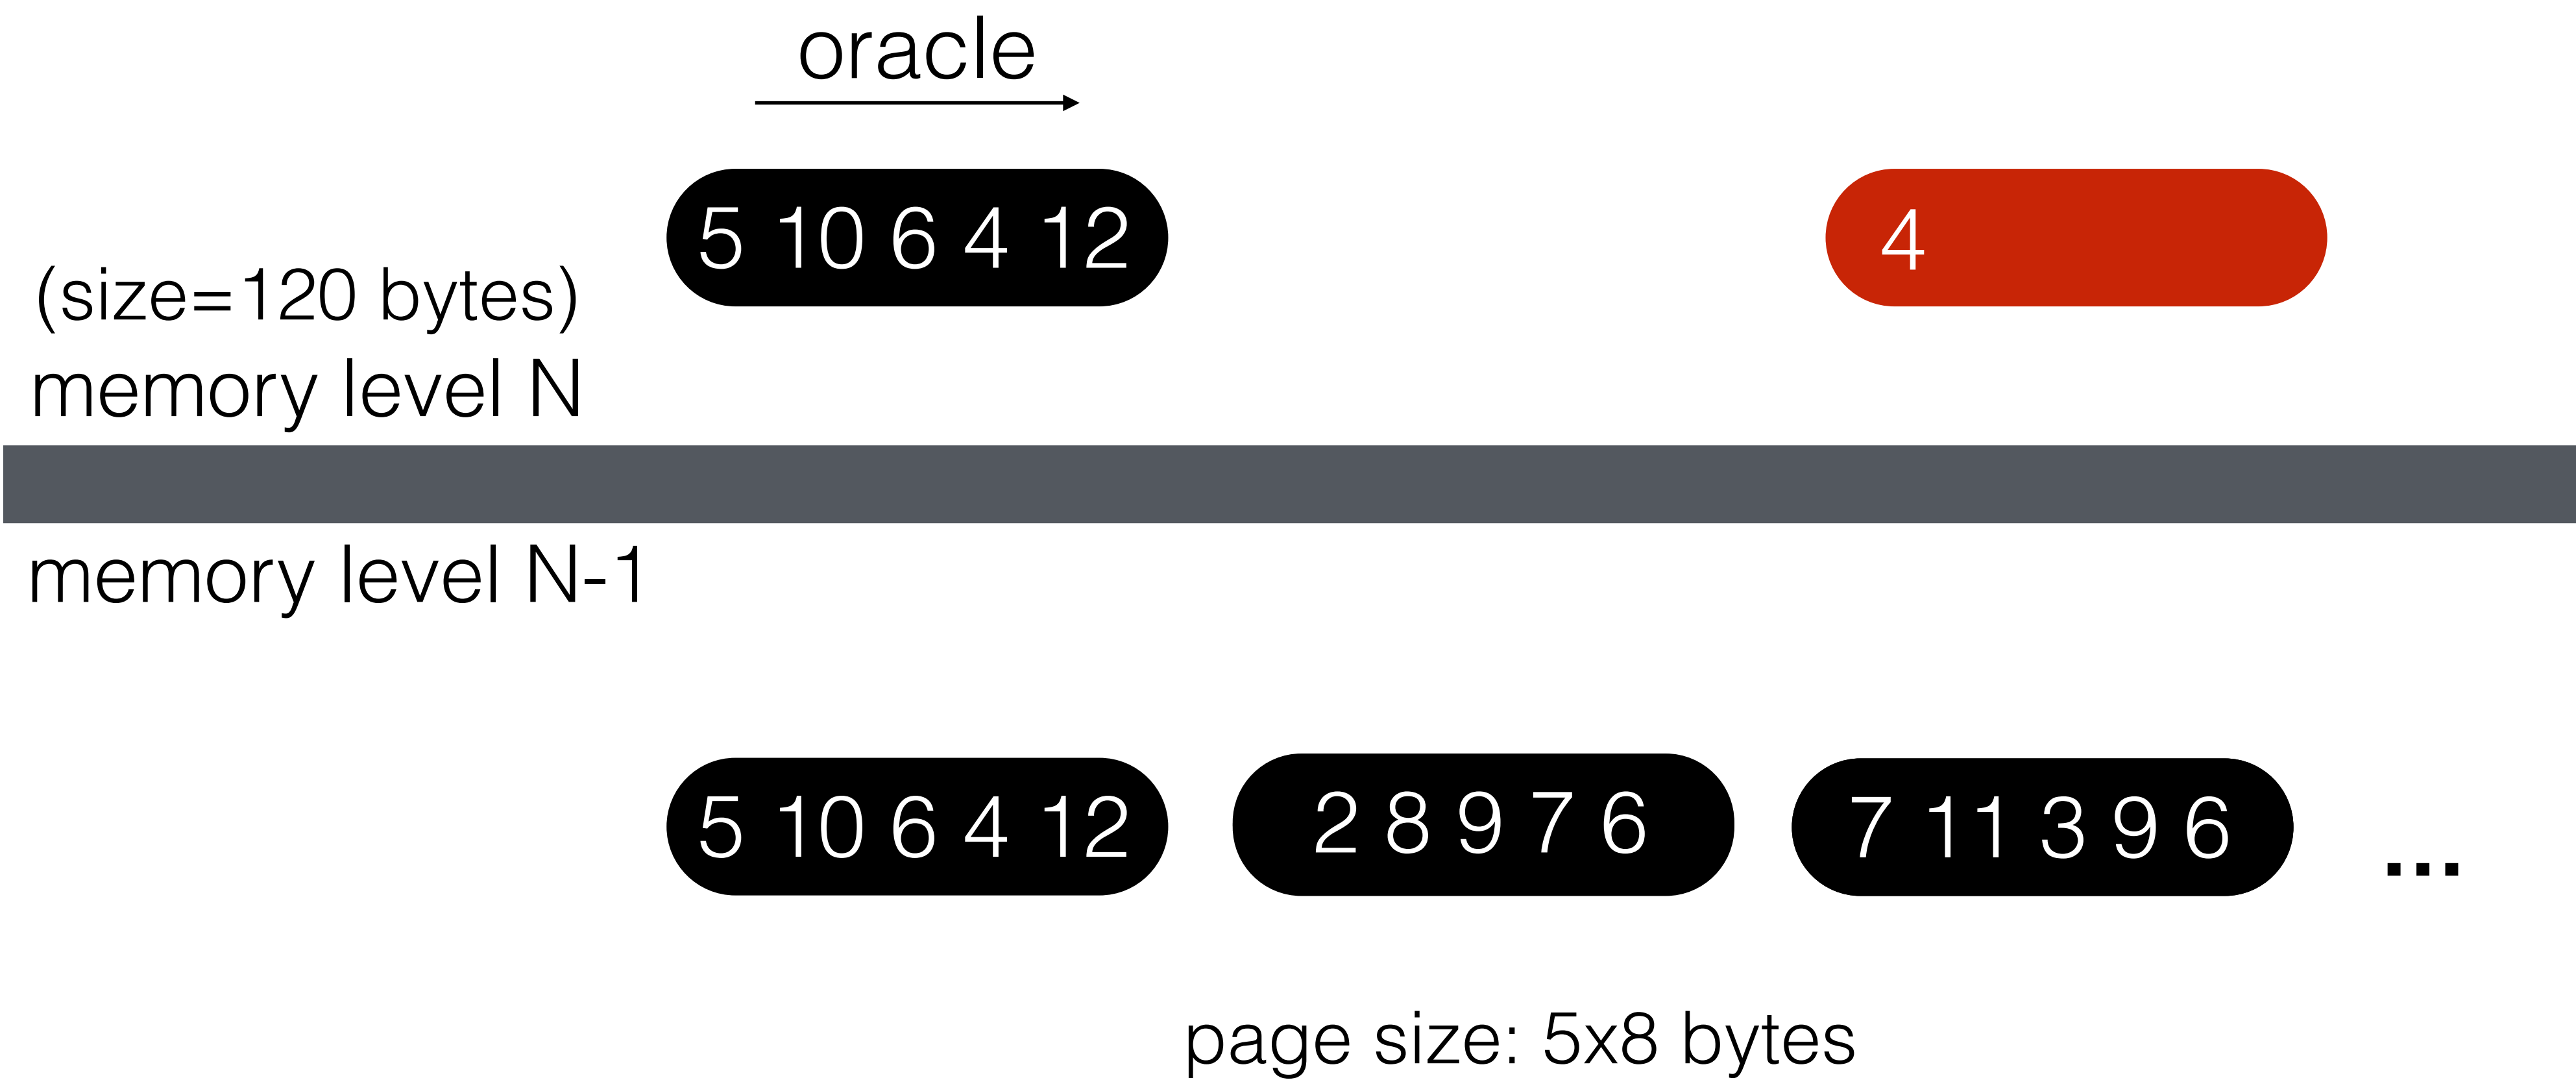 oracle
5 10 6 4 12
4
(size=120 bytes)
memory level N
memory level N-1
5 10 6 4 12
2 8 9 7 6
7 11 3 9 6
...
page size: 5x8 bytes